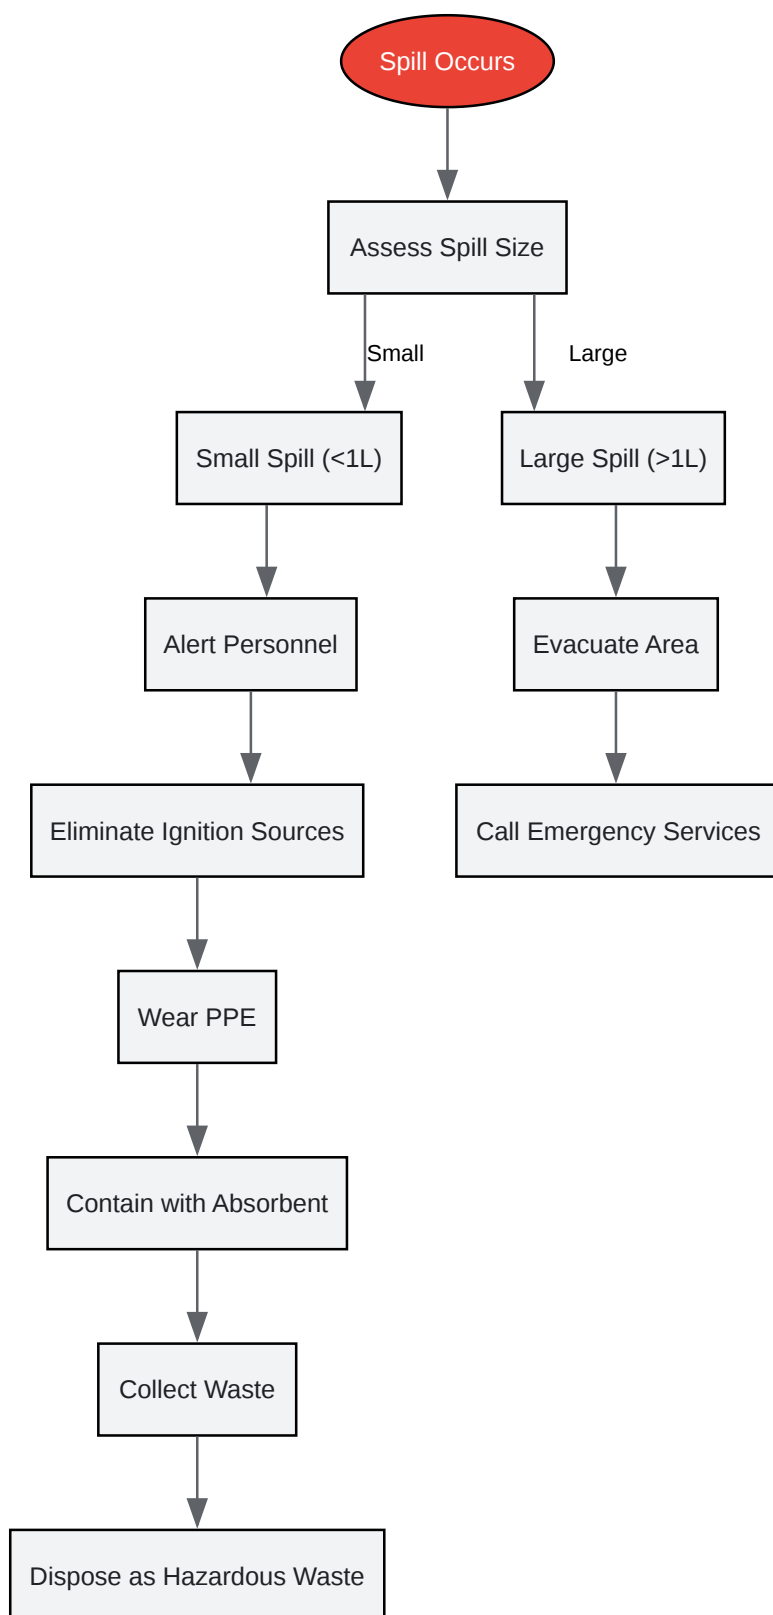 Spill Occurs
Assess Spill Size
Small
Large
Small Spill (<1L)
Large Spill (>1L)
Alert Personnel
Evacuate Area
Eliminate Ignition Sources
Call Emergency Services
Wear PPE
Contain with Absorbent
Collect Waste
Dispose as Hazardous Waste